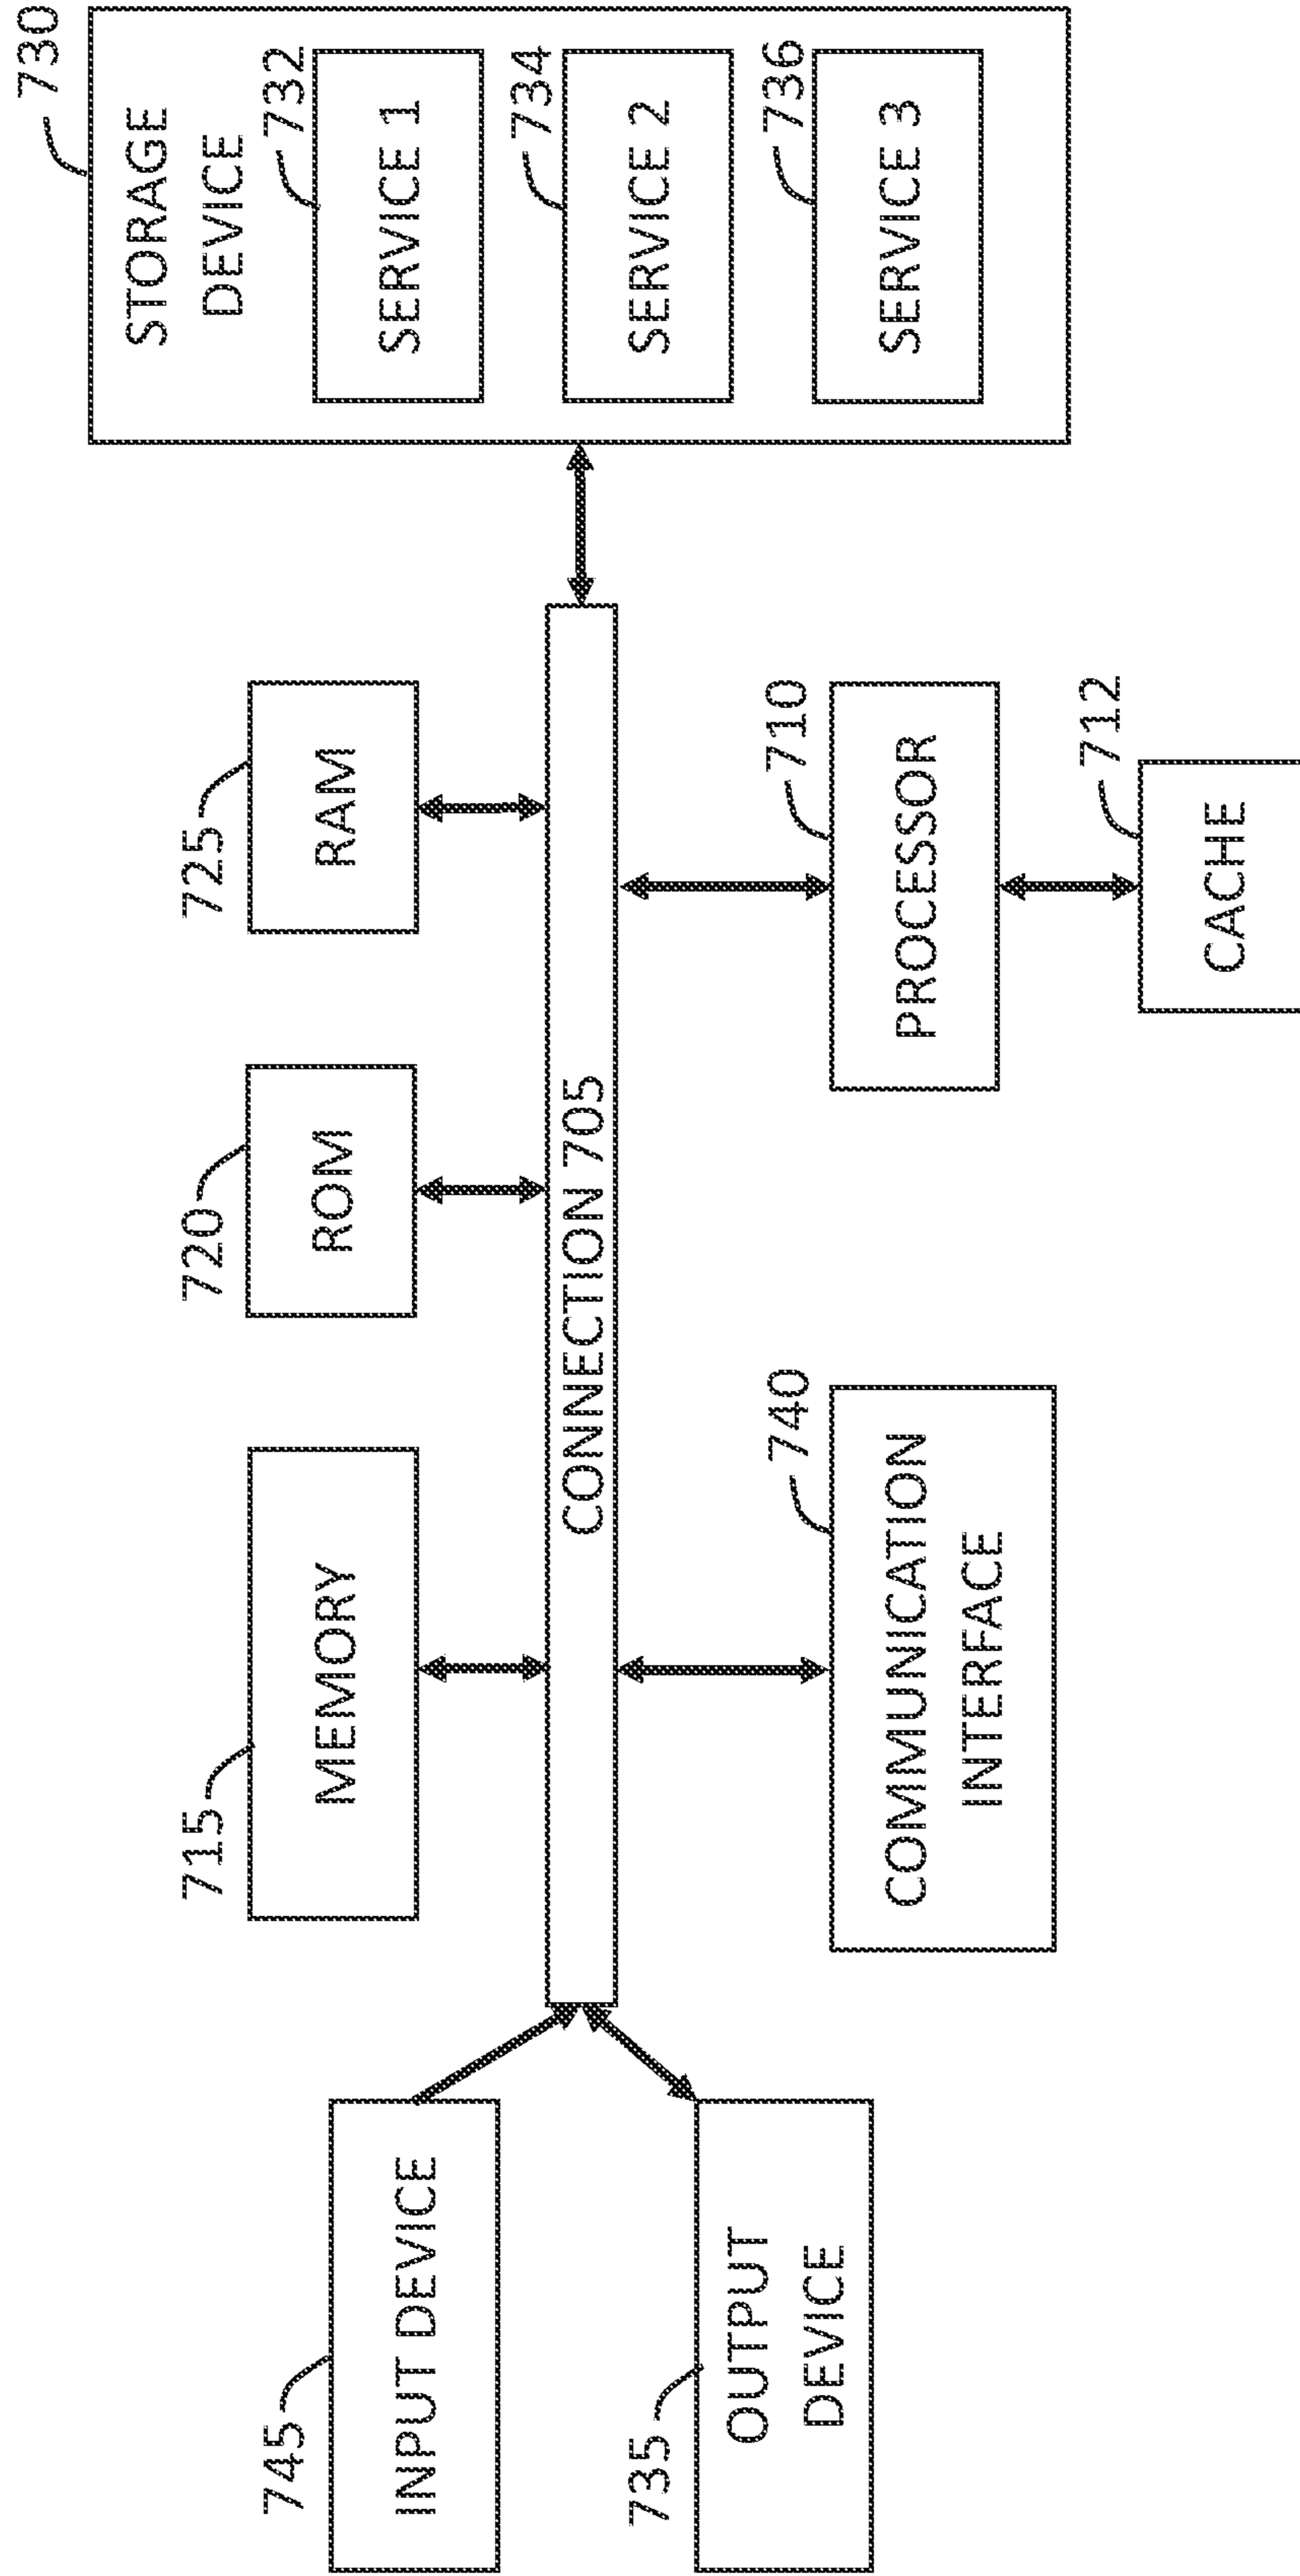 730
STORAGE
DEVICE
732
SERVICE 1
734
SERVICE 2
736
SERVICE 3
725
RAM
720
ROM
715
MEMORY
CONNECTION 705
745
INPUT DEVICE
735
OUTPUT
DEVICE
740
COMMUNICATION
INTERFACE
710
PROCESSOR
712
CACHE